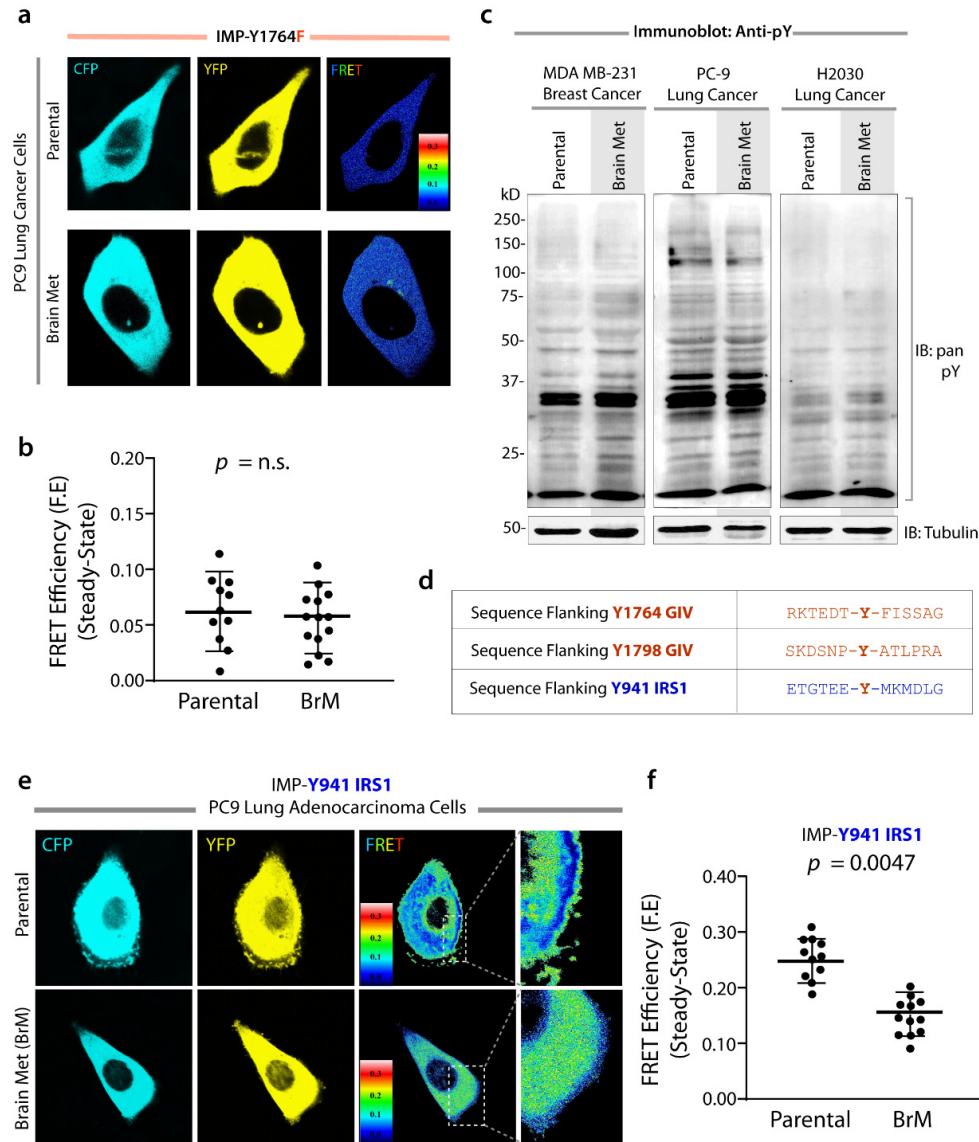 a
IMP-Y1764F
PC9 Lung Cancer Cells
Parental
CFP
YFP
FRET
0.3
0.2
0.1
0.0
Brain Met
b
p = n.s.
FRET Efficiency (F.E)
(Steady-State)
0.20
0.15
0.10
0.05
0.00
Parental
BrM
c
Immunoblot: Anti-pY
MDA MB-231
Breast Cancer
PC-9
Lung Cancer
H2030
Lung Cancer
Parental
Brain Met
Parental
Brain Met
Parental
Brain Met
kD
250-
150-
100-
75-
50-
37-
25-
50-
IB: pan
pY
IB: Tubulin
d
Sequence Flanking Y1764 GIV
RKTEDT-Y-FISSAG
Sequence Flanking Y1798 GIV
SKDSNP-Y-ATLPRA
Sequence Flanking Y941 IRS1
ETGTEE-Y-MKMDLG
e
IMP-Y941 IRS1
PC9 Lung Adenocarcinoma Cells
Parental
CFP
YFP
FRET
0.3
0.2
0.1
0.0
Brain Met (BrM)
0.3
0.2
0.1
0.0
f
IMP-Y941 IRS1
p = 0.0047
FRET Efficiency (F.E)
(Steady-State)
0.40
0.30
0.20
0.10
0.00
Parental
BrM